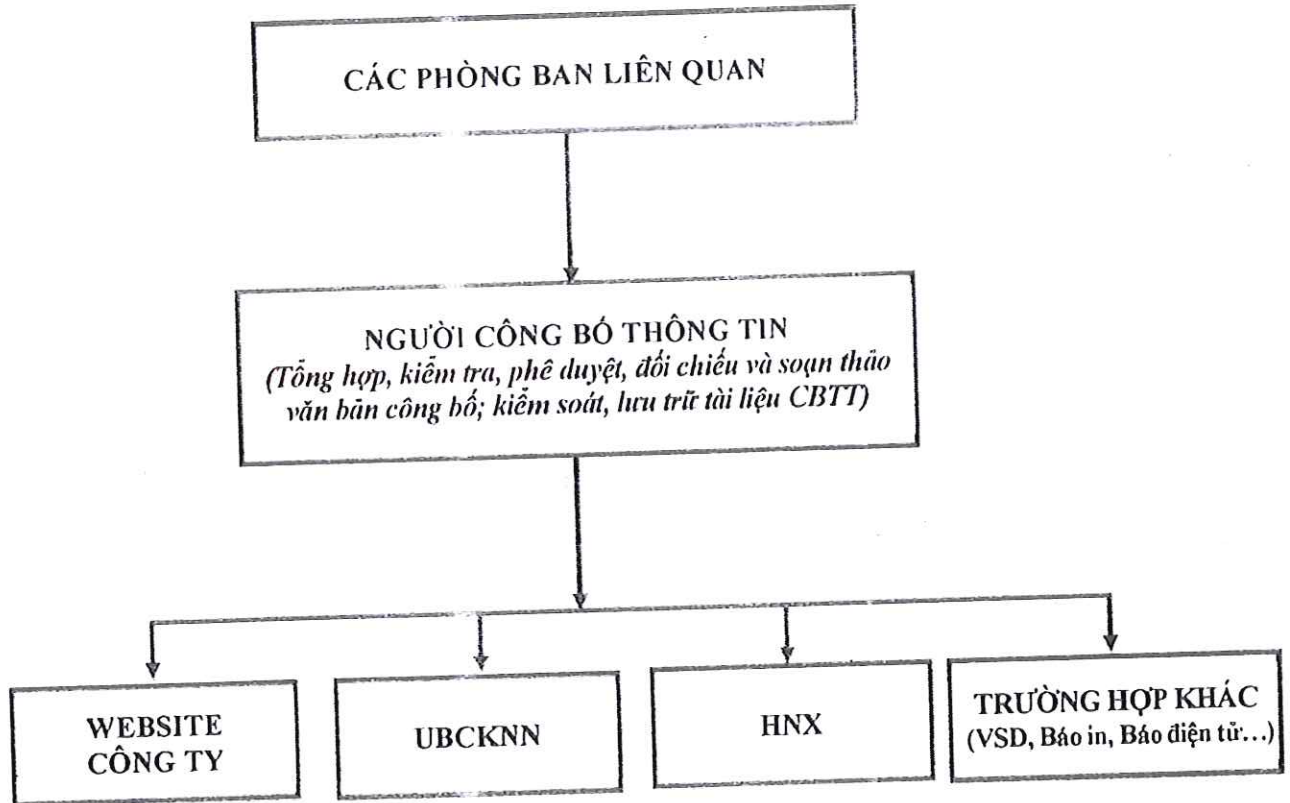 CÁC PHÒNG BAN LIÊN QUAN
NGƯỜI CÔNG BỐ THÔNG TIN
(Tổng hợp, kiểm tra, phê duyệt, đối chiếu và soạn thảo
văn bản công bố; kiểm soát, lưu trữ tài liệu CBTT)
WEBSITE
CÔNG TY
UBCKNN
HNX
TRƯỜNG HỢP KHÁC
(VSD, Báo in, Báo điện tử...)